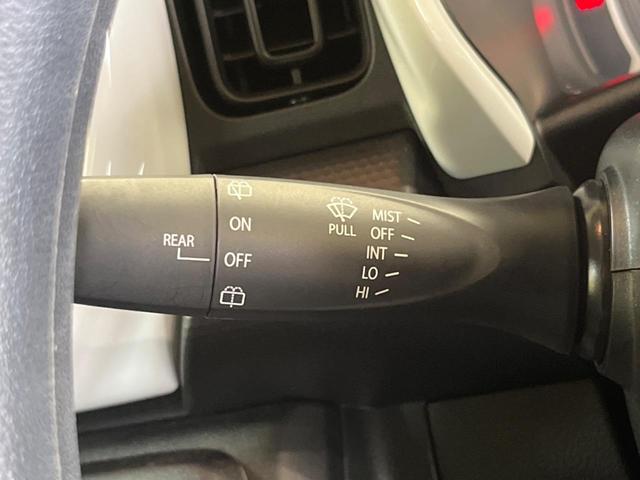 REAR
ON
OFF
PULL
MIST
OFF
INT
LO
HI